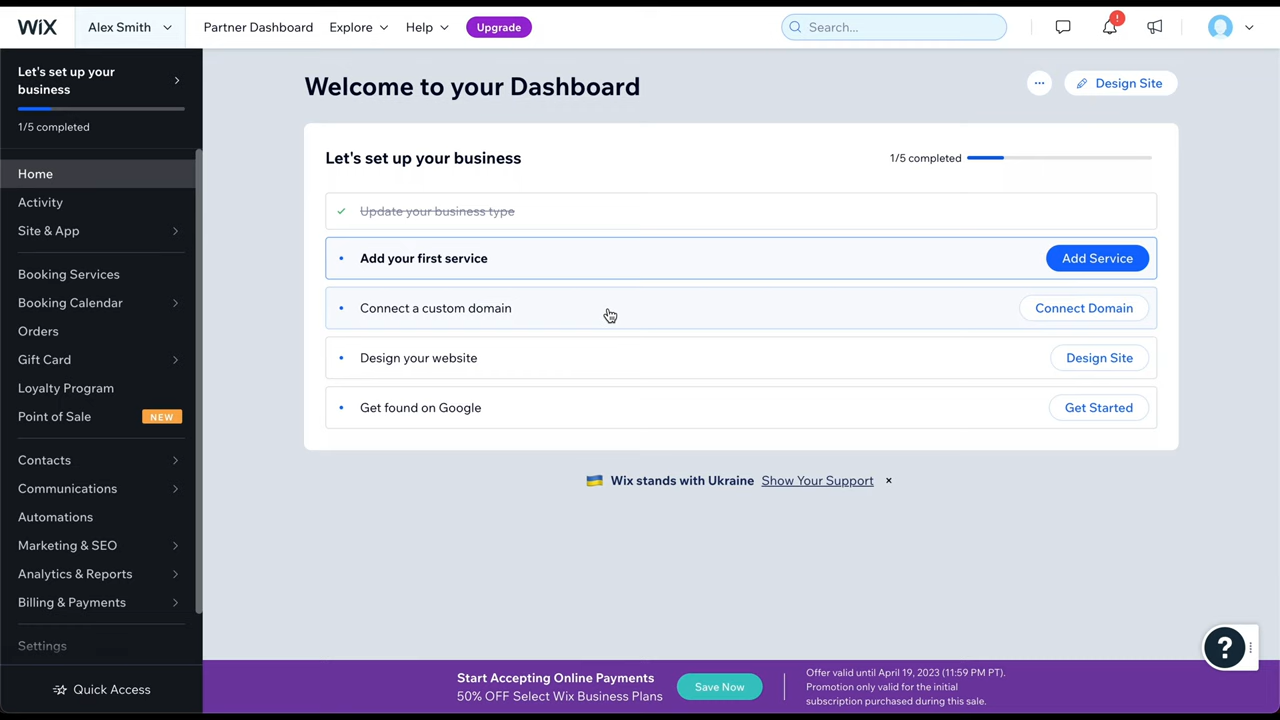 WiX
Alex Smith
Partner Dashboard
Explore
Help
Upgrade
Search...
!
Let's set up your
business
1/5 completed
Home
Activity
Site & App
Booking Services
Booking Calendar
Orders
Gift Card
Loyalty Program
Point of Sale
NEW
Contacts
Communications
Automations
Marketing & SEO
Analytics & Reports
Billing & Payments
Settings
Quick Access
Welcome to your Dashboard
Design Site
Let's set up your business
1/5 completed
Update your business type
Add your first service
Add Service
Connect a custom domain
Connect Domain
Design your website
Design Site
Get found on Google
Get Started
Wix stands with Ukraine Show Your Support
?
Start Accepting Online Payments
50% OFF Select Wix Business Plans
Save Now
Offer valid until April 19, 2023 (11:59 PM PT).
Promotion only valid for the initial
subscription purchased during this sale.